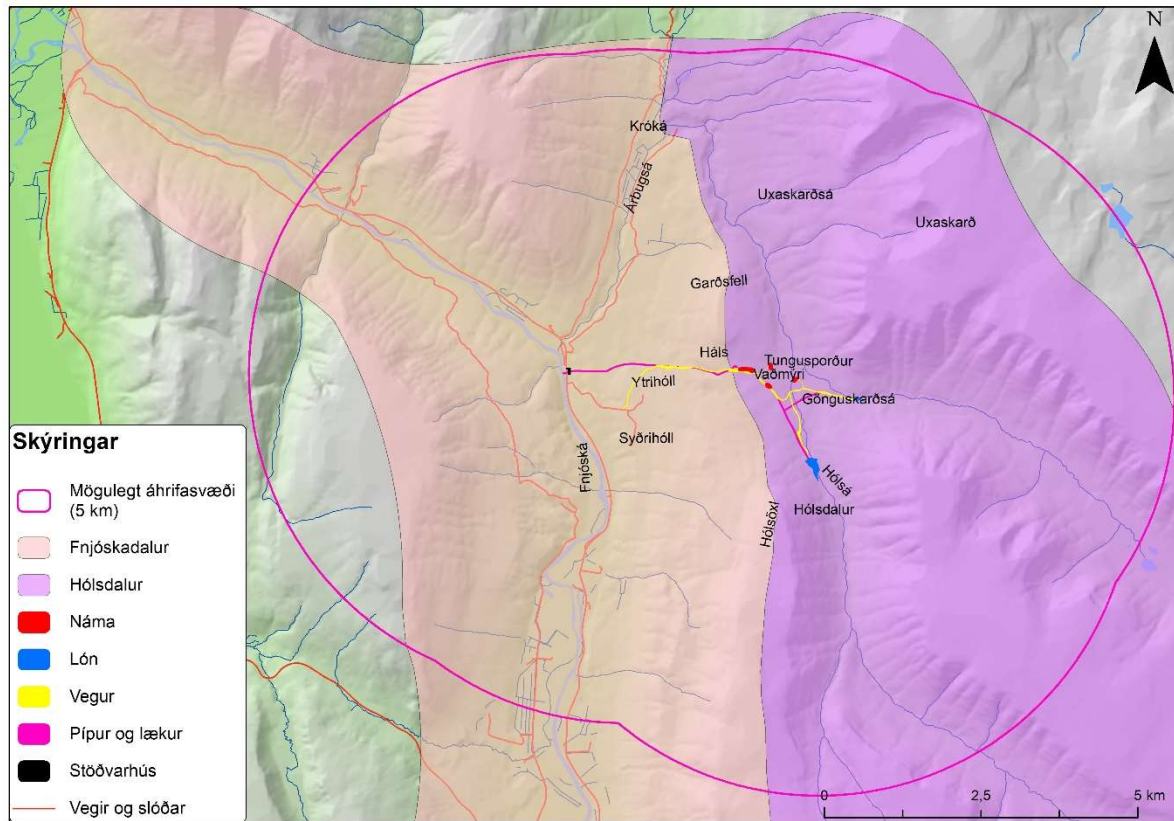 N
Króká
Árbugsá
Uxaskarðsá
Uxaskarð
Garðsfell
Háls
Tungusporður
Vaðmýri
Ytrihóll
Gönguskarðsá
Syðrihóll
Fnjóská
Hólsá
Hólsdalur
Hólsöxl
Skýringar
Mögulegt áhrifasvæði
(5 km)
Fnjóskadalur
Hólsdalur
Náma
Lón
Vegur
Pípur og lækur
Stöðvarhús
Vegir og slóðar
0 2,5 5 km